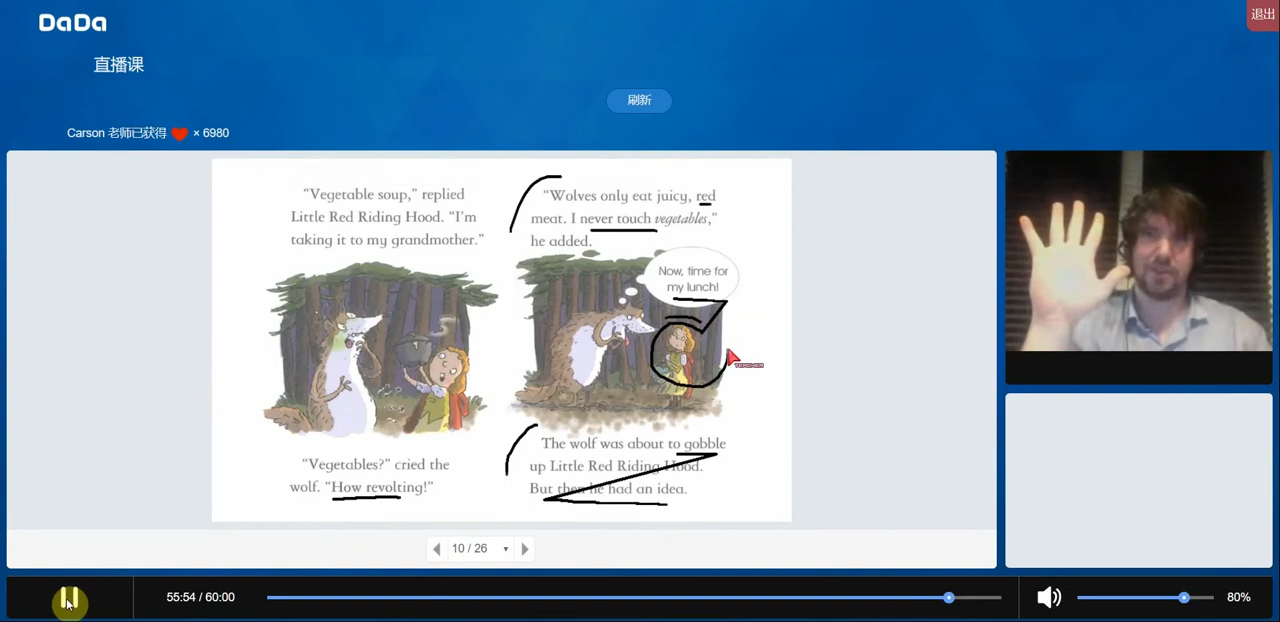 DaDa
退出
直播课
刷新
Carson 老师已获得 × 6980
“Vegetable soup,” replied
Little Red Riding Hood. “I’m
taking it to my grandmother.”
“Vegetables?” cried the
wolf. “How revolting!”
“Wolves only eat juicy, red
meat. I never touch vegetables,”
he added.
Now, time for
my lunch!
TEACHER
The wolf was about to gobble
up Little Red Riding Hood.
But then he had an idea.
10 / 26
55:54 / 60:00
80%